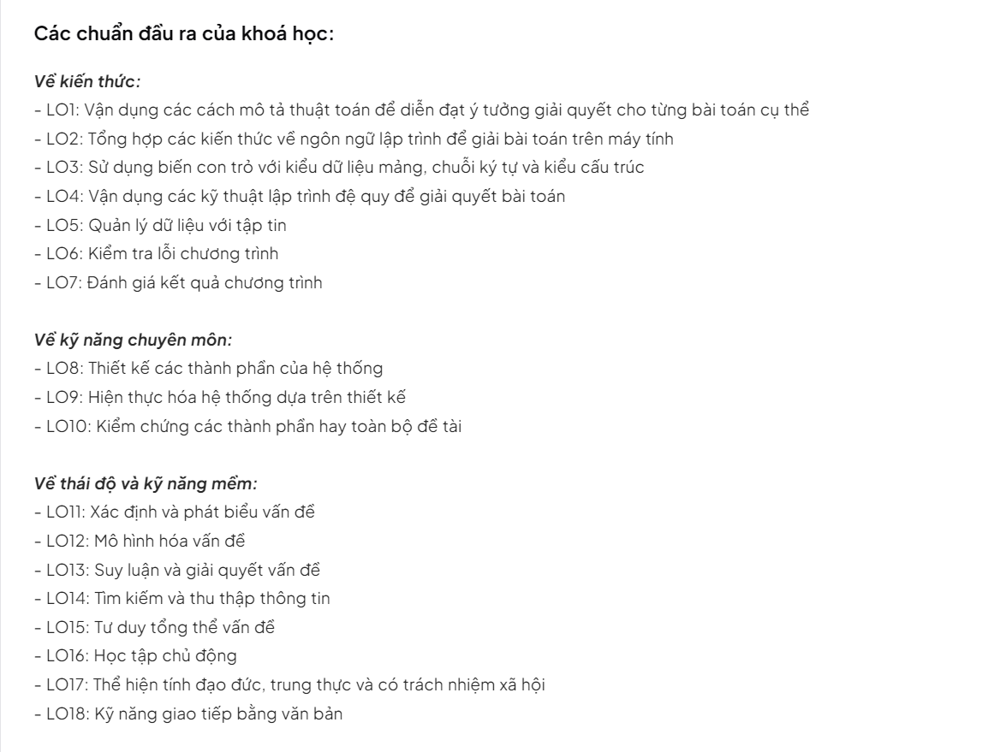 Các chuẩn đầu ra của khoá học:
Về kiến thức:
- LO1: Vận dụng các cách mô tả thuật toán để diễn đạt ý tưởng giải quyết cho từng bài toán cụ thể
- LO2: Tổng hợp các kiến thức về ngôn ngữ lập trình để giải bài toán trên máy tính
- LO3: Sử dụng biến con trỏ với kiểu dữ liệu mảng, chuỗi ký tự và kiểu cấu trúc
- LO4: Vận dụng các kỹ thuật lập trình đệ quy để giải quyết bài toán
- LO5: Quản lý dữ liệu với tập tin
- LO6: Kiểm tra lỗi chương trình
- LO7: Đánh giá kết quả chương trình
Về kỹ năng chuyên môn:
- LO8: Thiết kế các thành phần của hệ thống
- LO9: Hiện thực hóa hệ thống dựa trên thiết kế
- LO10: Kiểm chứng các thành phần hay toàn bộ đề tài
Về thái độ và kỹ năng mềm:
- LO11: Xác định và phát biểu vấn đề
- LO12: Mô hình hóa vấn đề
- LO13: Suy luận và giải quyết vấn đề
- LO14: Tìm kiếm và thu thập thông tin
- LO15: Tư duy tổng thể vấn đề
- LO16: Học tập chủ động
- LO17: Thể hiện tính đạo đức, trung thực và có trách nhiệm xã hội
- LO18: Kỹ năng giao tiếp bằng văn bản